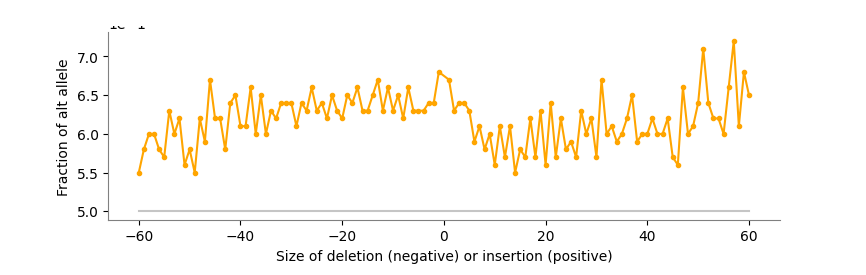 7.0
6.5
6.0
5.5
5.0
Fraction of alt allele
−60 −40 −20 0 20 40 60
Size of deletion (negative) or insertion (positive)